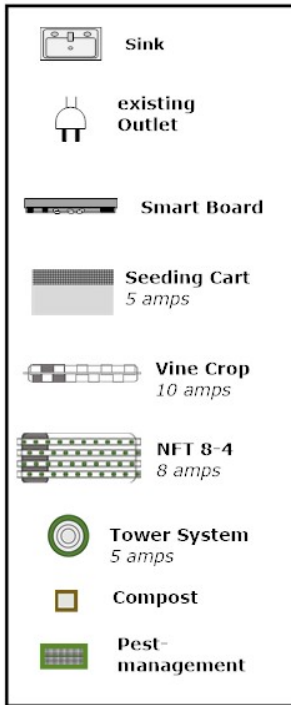 Sink
existing
Outlet
Smart Board
Seeding Cart
5 amps
Vine Crop
10 amps
NFT 8-4
8 amps
Tower System
5 amps
Compost
Pest-
management